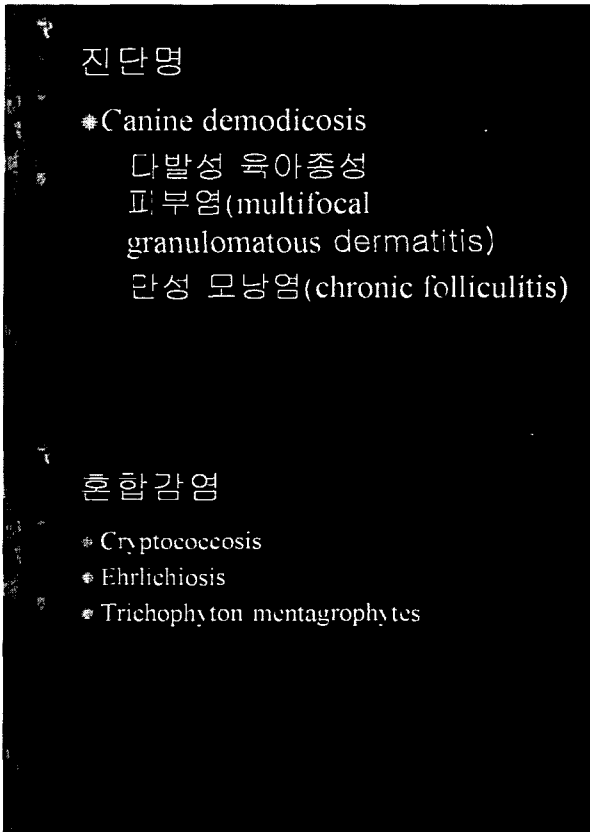 진단명
Canine demodicosis
다발성 육아종성
피부염(multifocal
granulomatous dermatitis)
만성 모낭염(chronic folliculitis)
혼합감염
Cryptococcosis
Ehrlichiosis
Trichophyton mentagrophytes